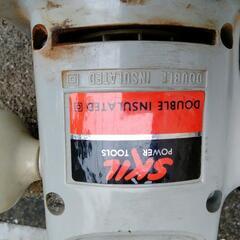 SKIL
POWER TOOLS
DOUBLE INSULATED
DOUBLE INSULATED